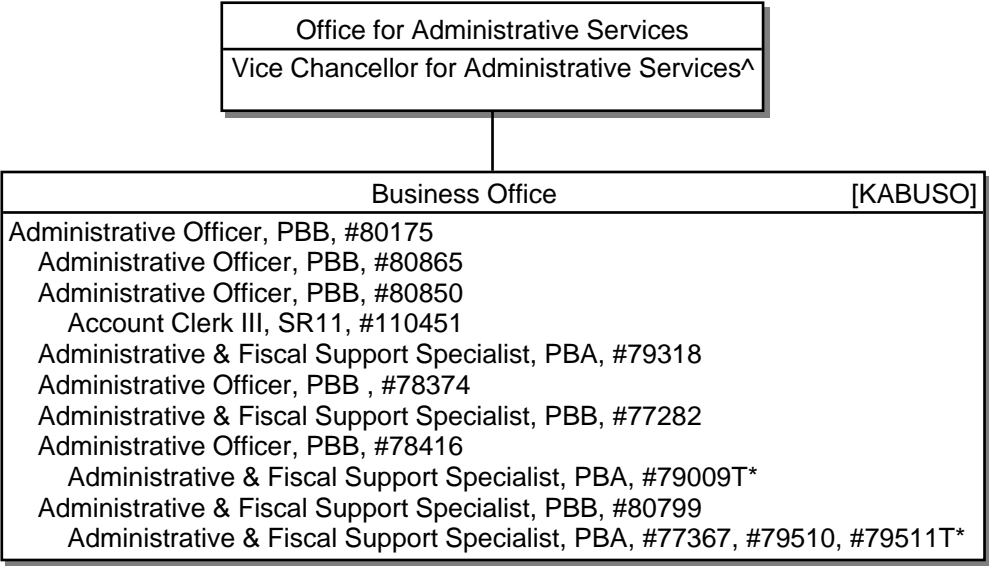 Office for Administrative Services
Vice Chancellor for Administrative Services^
Business Office [KABUSO]
Administrative Officer, PBB, #80175
Administrative Officer, PBB, #80865
Administrative Officer, PBB, #80850
Account Clerk III, SR11, #110451
Administrative & Fiscal Support Specialist, PBA, #79318
Administrative Officer, PBB , #78374
Administrative & Fiscal Support Specialist, PBB, #77282
Administrative Officer, PBB, #78416
Administrative & Fiscal Support Specialist, PBA, #79009T*
Administrative & Fiscal Support Specialist, PBB, #80799
Administrative & Fiscal Support Specialist, PBA, #77367, #79510, #79511T*